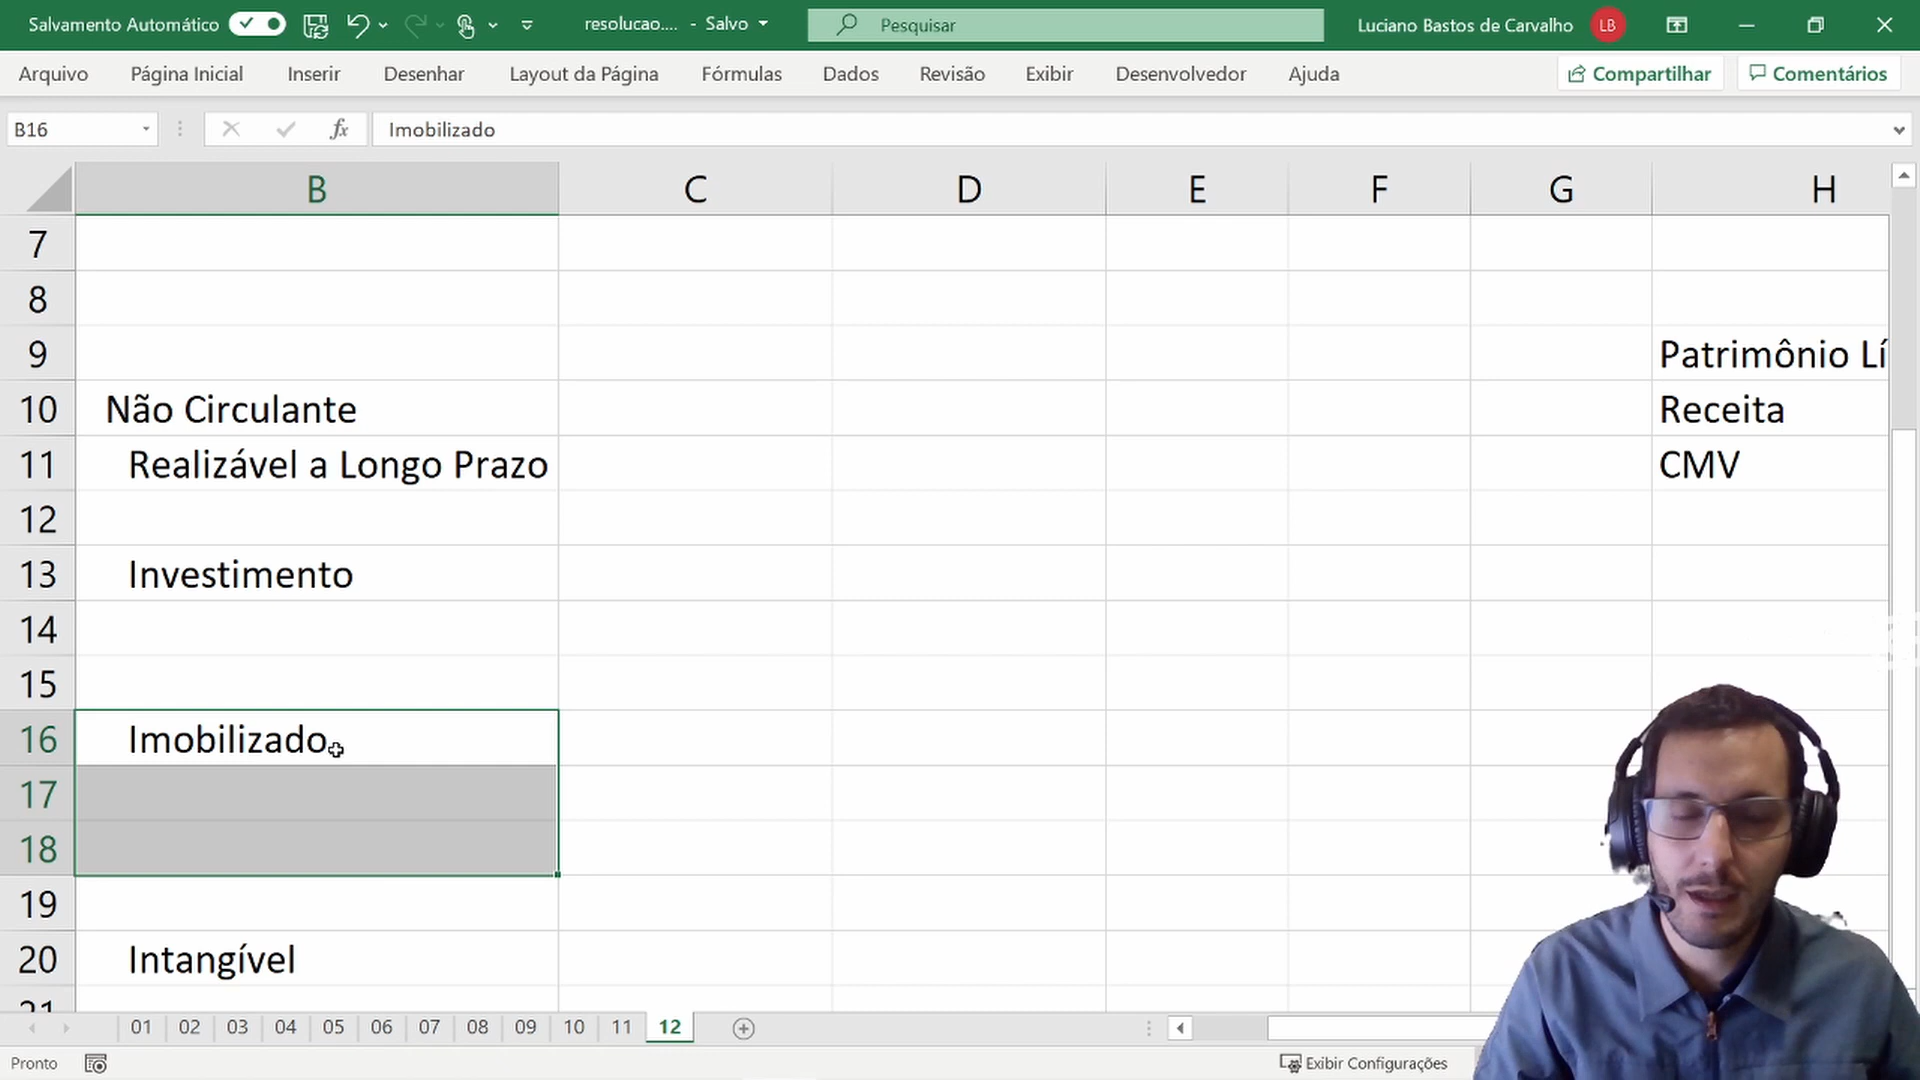 Salvamento Automático
resolucao.... - Salvo
Pesquisar
Luciano Bastos de Carvalho
LB
Arquivo
Página Inicial
Inserir
Desenhar
Layout da Página
Fórmulas
Dados
Revisão
Exibir
Desenvolvedor
Ajuda
Compartilhar
Comentários
B16
fx
Imobilizado
B C D E F G H
7
8
9 Patrimônio Lí
10 Não Circulante Receita
11 Realizável a Longo Prazo CMV
12
13 Investimento
14
15
16 Imobilizado
17
18
19
20 Intangível
21
01 02 03 04 05 06 07 08 09 10 11 12
Pronto
Exibir Configurações